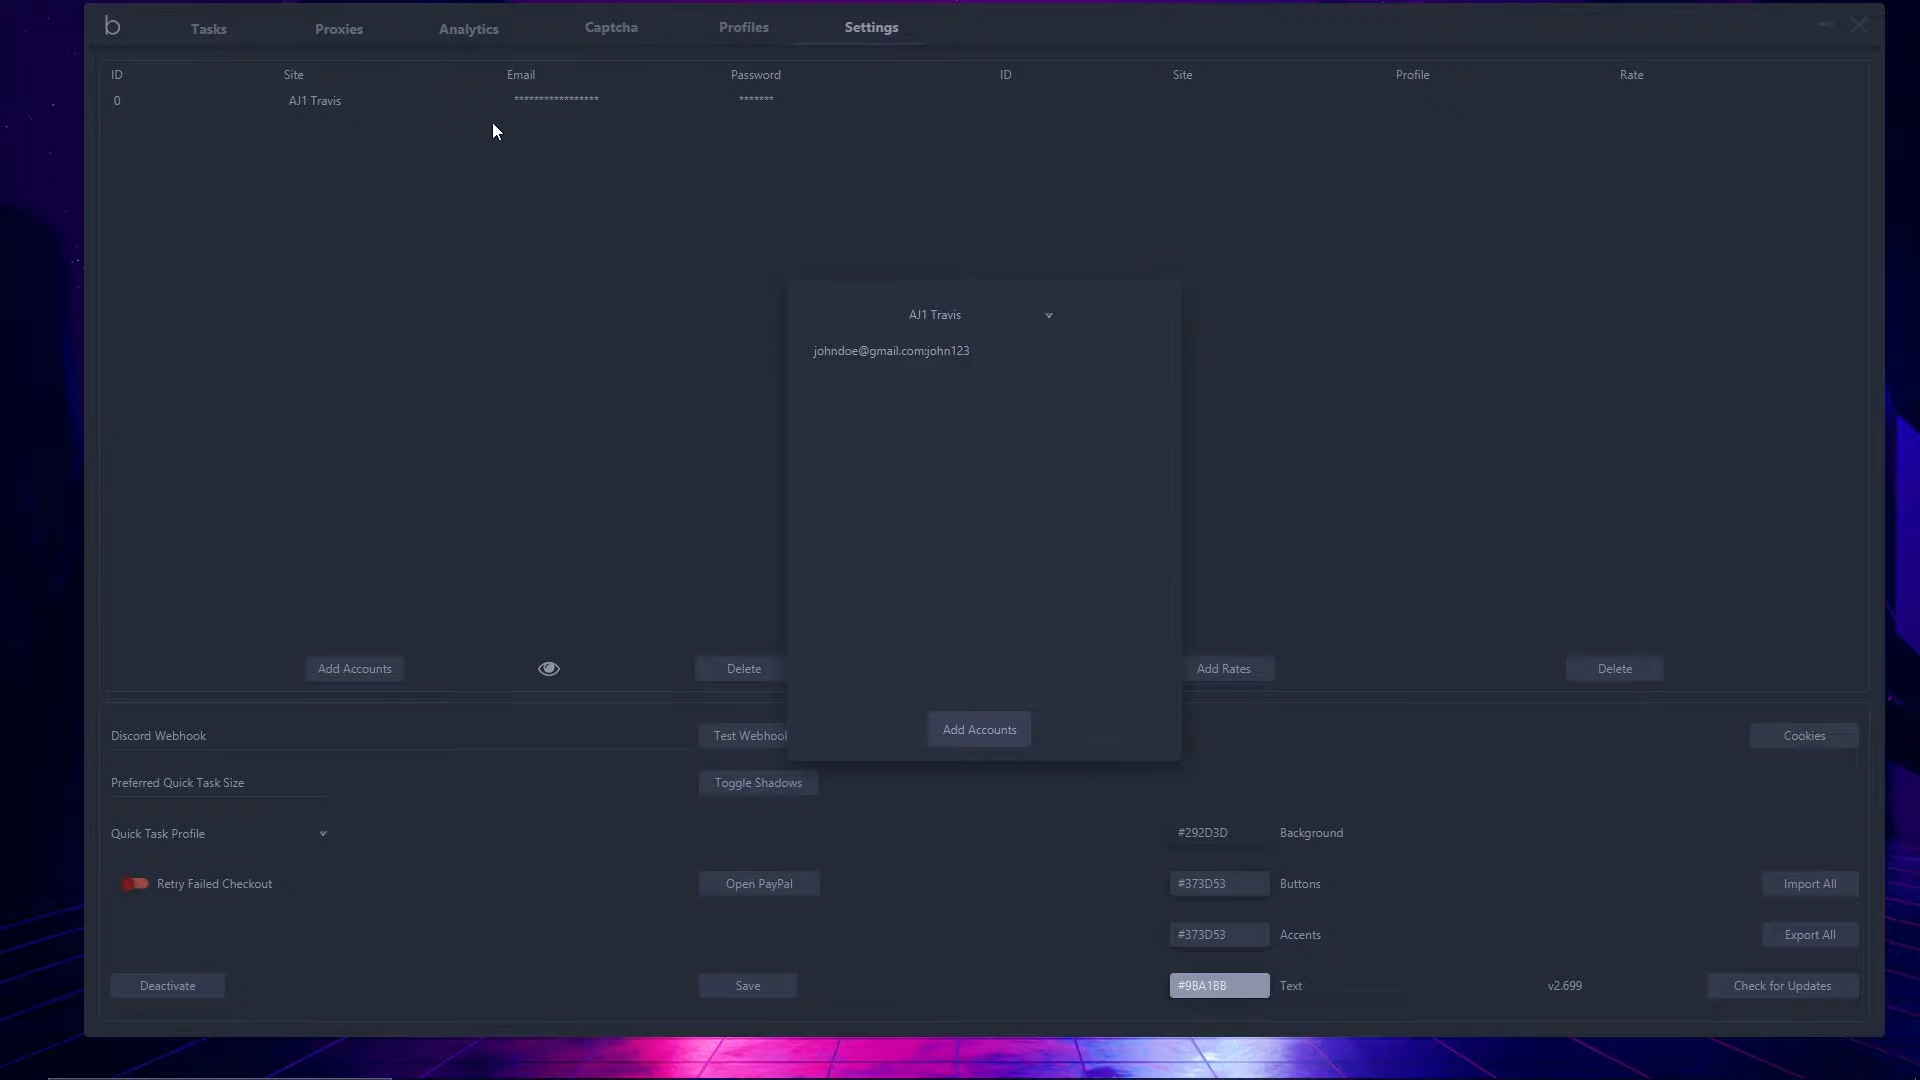 b Tasks Proxies Analytics Captcha Profiles Settings
ID Site Email Password ID Site Profile Rate
0 AJ1 Travis ***************** *******
AJ1 Travis
johndoe@gmail.com:john123
Add Accounts Delete Add Rates Delete
Add Accounts
Discord Webhook Test Webhook Cookies
Preferred Quick Task Size Toggle Shadows
Quick Task Profile #292D3D Background
Retry Failed Checkout Open PayPal #373D53 Buttons Import All
#373D53 Accents Export All
Deactivate Save #9BA1BB Text v2.699 Check for Updates